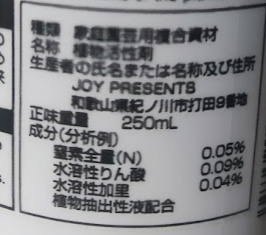 種類 家庭園芸用複合資材
名称 植物活性剤
生産者の氏名または名称及び住所
JOY PRESENTS
和歌山県紀ノ川市打田9番地
正味重量 250mL
成分(分析例)
窒素全量(N) 0.05%
水溶性りん酸 0.09%
水溶性加里 0.04%
植物抽出性液配合